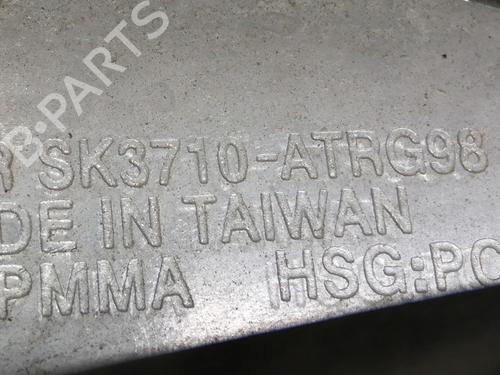 B-PARTS
R SK3710-ATRG98
DE IN TAIWAN
PMMA HSG:PC